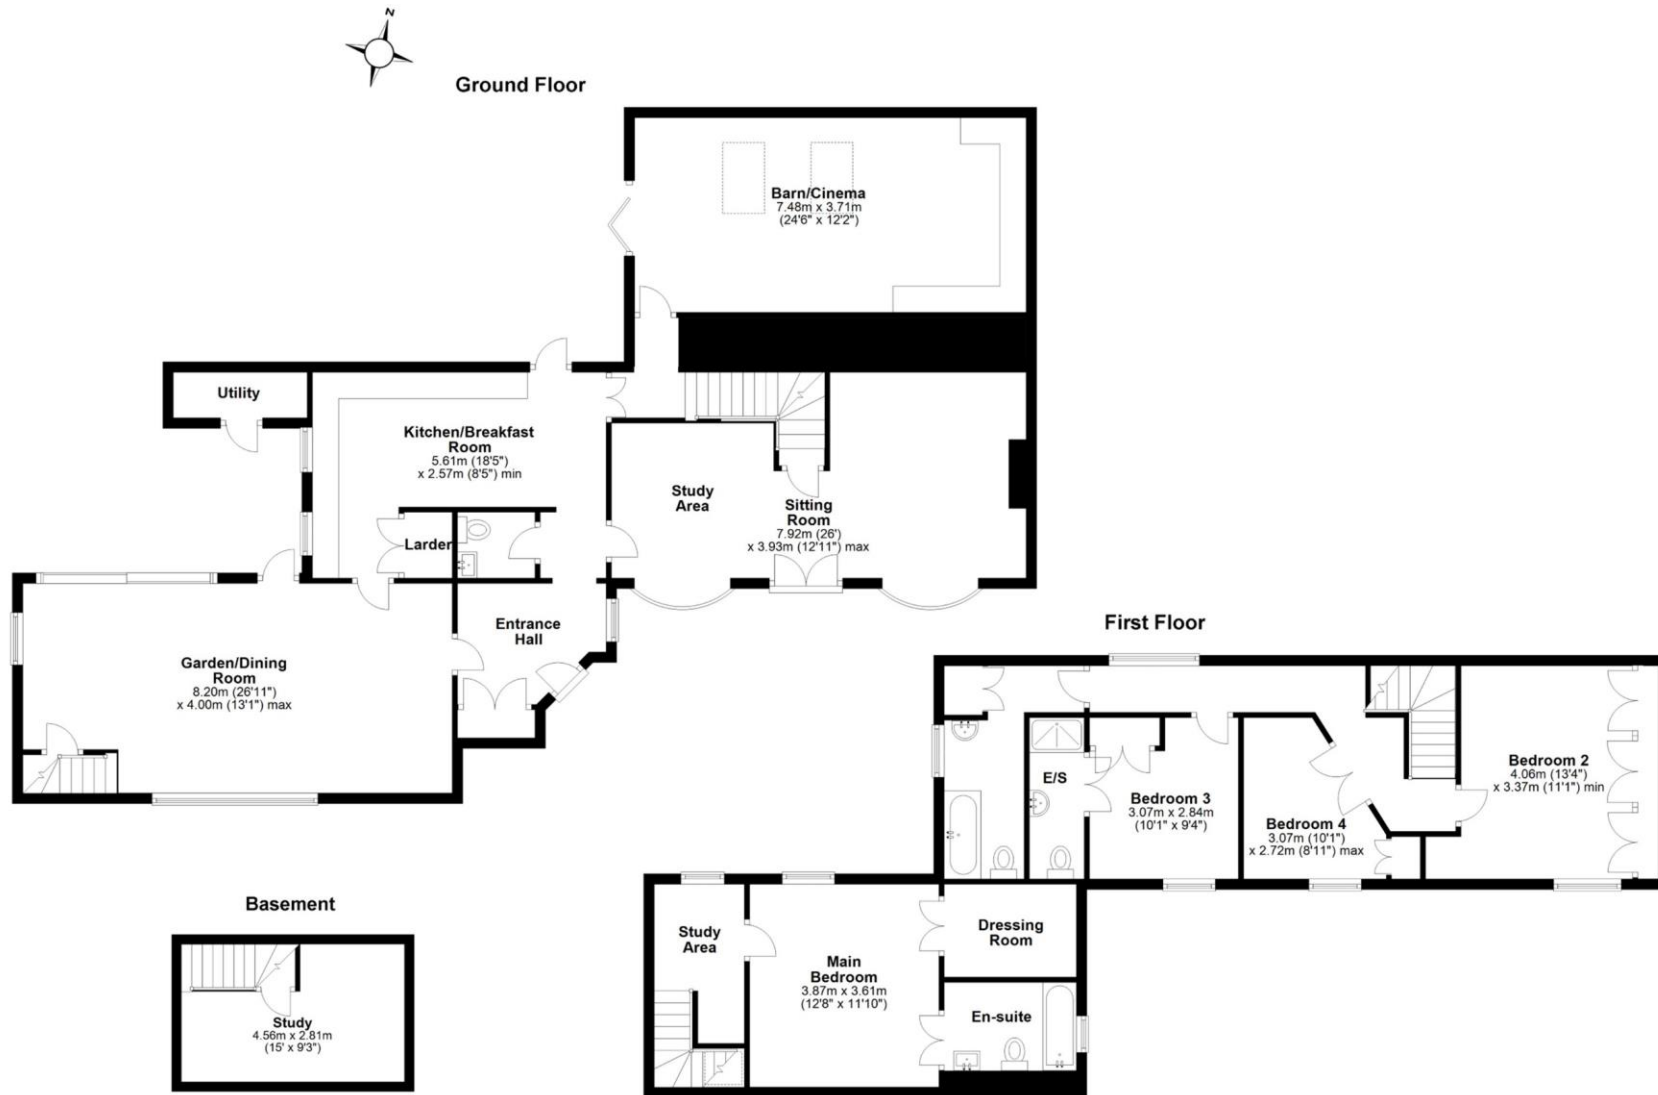 N
Ground Floor
Barn/Cinema
7.48m x 3.71m
(24'6" x 12'2")
Utility
Kitchen/Breakfast
Room
5.61m (18'5")
x 2.57m (8'5") min
Study
Area
Sitting
Room
7.92m (26')
x 3.93m (12'11") max
Larder
Entrance
Hall
Garden/Dining
Room
8.20m (26'11")
x 4.00m (13'1") max
First Floor
E/S
Bedroom 3
3.07m x 2.84m
(10'1" x 9'4")
Bedroom 4
3.07m (10'1")
x 2.72m (8'11") max
Bedroom 2
4.06m (13'4")
x 3.37m (11'1") min
Study
Area
Main
Bedroom
3.87m x 3.61m
(12'8" x 11'10")
Dressing
Room
En-suite
Basement
Study
4.56m x 2.81m
(15' x 9'3")